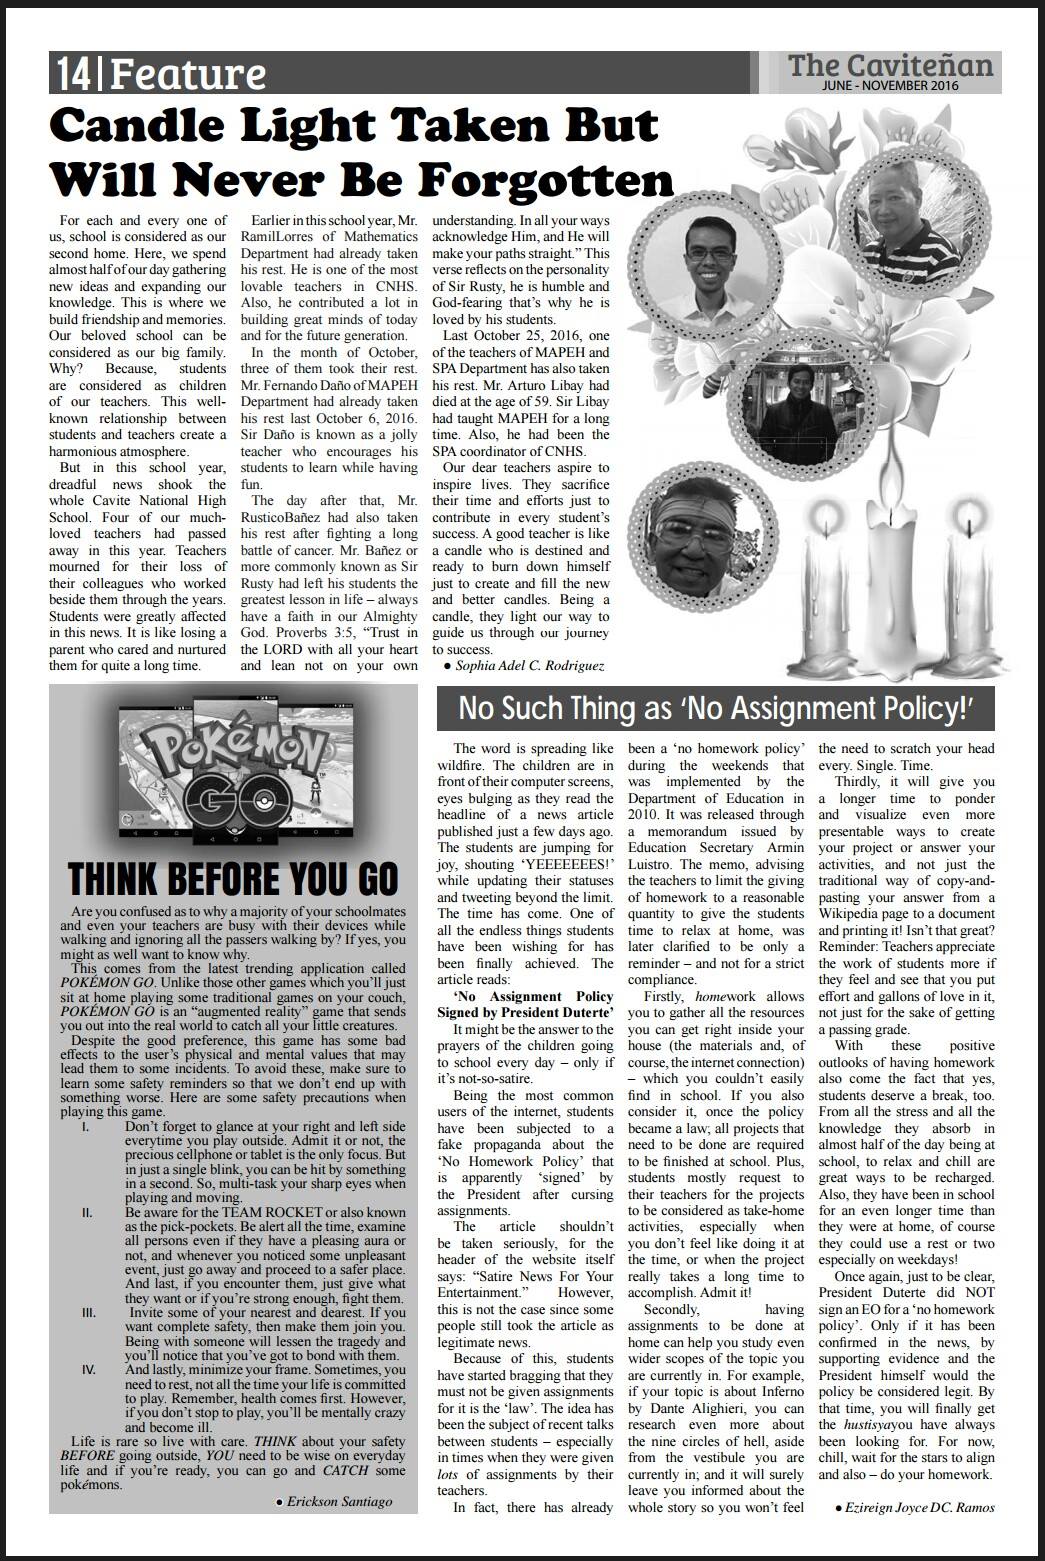 14 | Feature
The Caviteñan
JUNE - NOVEMBER 2016
Candle Light Taken But
Will Never Be Forgotten
For each and every one of
us, school is considered as our
second home. Here, we spend
almost half of our day gathering
new ideas and expanding our
knowledge. This is where we
build friendship and memories.
Our beloved school can be
considered as our big family.
Why? Because, students
are considered as children
of our teachers. This well-
known relationship between
students and teachers create a
harmonious atmosphere.
But in this school year,
dreadful news shook the
whole Cavite National High
School. Four of our much-
loved teachers had passed
away in this year. Teachers
mourned for their loss of
their colleagues who worked
beside them through the years.
Students were greatly affected
in this news. It is like losing a
parent who cared and nurtured
them for quite a long time.
Earlier in this school year, Mr.
RamilLorres of Mathematics
Department had already taken
his rest. He is one of the most
lovable teachers in CNHS.
Also, he contributed a lot in
building great minds of today
and for the future generation.
In the month of October,
three of them took their rest.
Mr. Fernando Daño of MAPEH
Department had already taken
his rest last October 6, 2016.
Sir Daño is known as a jolly
teacher who encourages his
students to learn while having
fun.
The day after that, Mr.
RusticoBañez had also taken
his rest after fighting a long
battle of cancer. Mr. Bañez or
more commonly known as Sir
Rusty had left his students the
greatest lesson in life – always
have a faith in our Almighty
God. Proverbs 3:5, “Trust in
the LORD with all your heart
and lean not on your own
understanding. In all your ways
acknowledge Him, and He will
make your paths straight.” This
verse reflects on the personality
of Sir Rusty, he is humble and
God-fearing that’s why he is
loved by his students.
Last October 25, 2016, one
of the teachers of MAPEH and
SPA Department has also taken
his rest. Mr. Arturo Libay had
died at the age of 59. Sir Libay
had taught MAPEH for a long
time. Also, he had been the
SPA coordinator of CNHS.
Our dear teachers aspire to
inspire lives. They sacrifice
their time and efforts just to
contribute in every student’s
success. A good teacher is like
a candle who is destined and
ready to burn down himself
just to create and fill the new
and better candles. Being a
candle, they light our way to
guide us through our journey
to success.
● Sophia Adel C. Rodriguez
POKéMON
GO
THINK BEFORE YOU GO
Are you confused as to why a majority of your schoolmates
and even your teachers are busy with their devices while
walking and ignoring all the passers walking by? If yes, you
might as well want to know why.
This comes from the latest trending application called
POKÉMON GO. Unlike those other games which you’ll just
sit at home playing some traditional games on your couch,
POKÉMON GO is an “augmented reality” game that sends
you out into the real world to catch all your little creatures.
Despite the good preference, this game has some bad
effects to the user’s physical and mental values that may
lead them to some incidents. To avoid these, make sure to
learn some safety reminders so that we don’t end up with
something worse. Here are some safety precautions when
playing this game.
I. Don’t forget to glance at your right and left side
everytime you play outside. Admit it or not, the
precious cellphone or tablet is the only focus. But
in just a single blink, you can be hit by something
in a second. So, multi-task your sharp eyes when
playing and moving.
II. Be aware for the TEAM ROCKET or also known
as the pick-pockets. Be alert all the time, examine
all persons even if they have a pleasing aura or
not, and whenever you noticed some unpleasant
event, just go away and proceed to a safer place.
And last, if you encounter them, just give what
they want or if you’re strong enough, fight them.
III. Invite some of your nearest and dearest. If you
want complete safety, then make them join you.
Being with someone will lessen the tragedy and
you’ll notice that you’ve got to bond with them.
IV. And lastly, minimize your frame. Sometimes, you
need to rest, not all the time your life is committed
to play. Remember, health comes first. However,
if you don’t stop to play, you’ll be mentally crazy
and become ill.
Life is rare so live with care. THINK about your safety
BEFORE going outside, YOU need to be wise on everyday
life and if you’re ready, you can go and CATCH some
pokémons.
● Erickson Santiago
No Such Thing as ‘No Assignment Policy!’
The word is spreading like
wildfire. The children are in
front of their computer screens,
eyes bulging as they read the
headline of a news article
published just a few days ago.
The students are jumping for
joy, shouting ‘YEEEEEEES!’
while updating their statuses
and tweeting beyond the limit.
The time has come. One of
all the endless things students
have been wishing for has
been finally achieved. The
article reads:
‘No Assignment Policy
Signed by President Duterte’
It might be the answer to the
prayers of the children going
to school every day – only if
it’s not-so-satire.
Being the most common
users of the internet, students
have been subjected to a
fake propaganda about the
‘No Homework Policy’ that
is apparently ‘signed’ by
the President after cursing
assignments.
The article shouldn’t
be taken seriously, for the
header of the website itself
says: “Satire News For Your
Entertainment.” However,
this is not the case since some
people still took the article as
legitimate news.
Because of this, students
have started bragging that they
must not be given assignments
for it is the ‘law’. The idea has
been the subject of recent talks
between students – especially
in times when they were given
lots of assignments by their
teachers.
In fact, there has already
been a ‘no homework policy’
during the weekends that
was implemented by the
Department of Education in
2010. It was released through
a memorandum issued by
Education Secretary Armin
Luistro. The memo, advising
the teachers to limit the giving
of homework to a reasonable
quantity to give the students
time to relax at home, was
later clarified to be only a
reminder – and not for a strict
compliance.
Firstly, homework allows
you to gather all the resources
you can get right inside your
house (the materials and, of
course, the internet connection)
– which you couldn’t easily
find in school. If you also
consider it, once the policy
became a law; all projects that
need to be done are required
to be finished at school. Plus,
students mostly request to
their teachers for the projects
to be considered as take-home
activities, especially when
you don’t feel like doing it at
the time, or when the project
really takes a long time to
accomplish. Admit it!
Secondly, having
assignments to be done at
home can help you study even
wider scopes of the topic you
are currently in. For example,
if your topic is about Inferno
by Dante Alighieri, you can
research even more about
the nine circles of hell, aside
from the vestibule you are
currently in; and it will surely
leave you informed about the
whole story so you won’t feel
the need to scratch your head
every. Single. Time.
Thirdly, it will give you
a longer time to ponder
and visualize even more
presentable ways to create
your project or answer your
activities, and not just the
traditional way of copy-and-
pasting your answer from a
Wikipedia page to a document
and printing it! Isn’t that great?
Reminder: Teachers appreciate
the work of students more if
they feel and see that you put
effort and gallons of love in it,
not just for the sake of getting
a passing grade.
With these positive
outlooks of having homework
also come the fact that yes,
students deserve a break, too.
From all the stress and all the
knowledge they absorb in
almost half of the day being at
school, to relax and chill are
great ways to be recharged.
Also, they have been in school
for an even longer time than
they were at home, of course
they could use a rest or two
especially on weekdays!
Once again, just to be clear,
President Duterte did NOT
sign an EO for a ‘no homework
policy’. Only if it has been
confirmed in the news, by
supporting evidence and the
President himself would the
policy be considered legit. By
that time, you will finally get
the hustisyayou have always
been looking for. For now,
chill, wait for the stars to align
and also – do your homework.
● Ezireign Joyce DC. Ramos